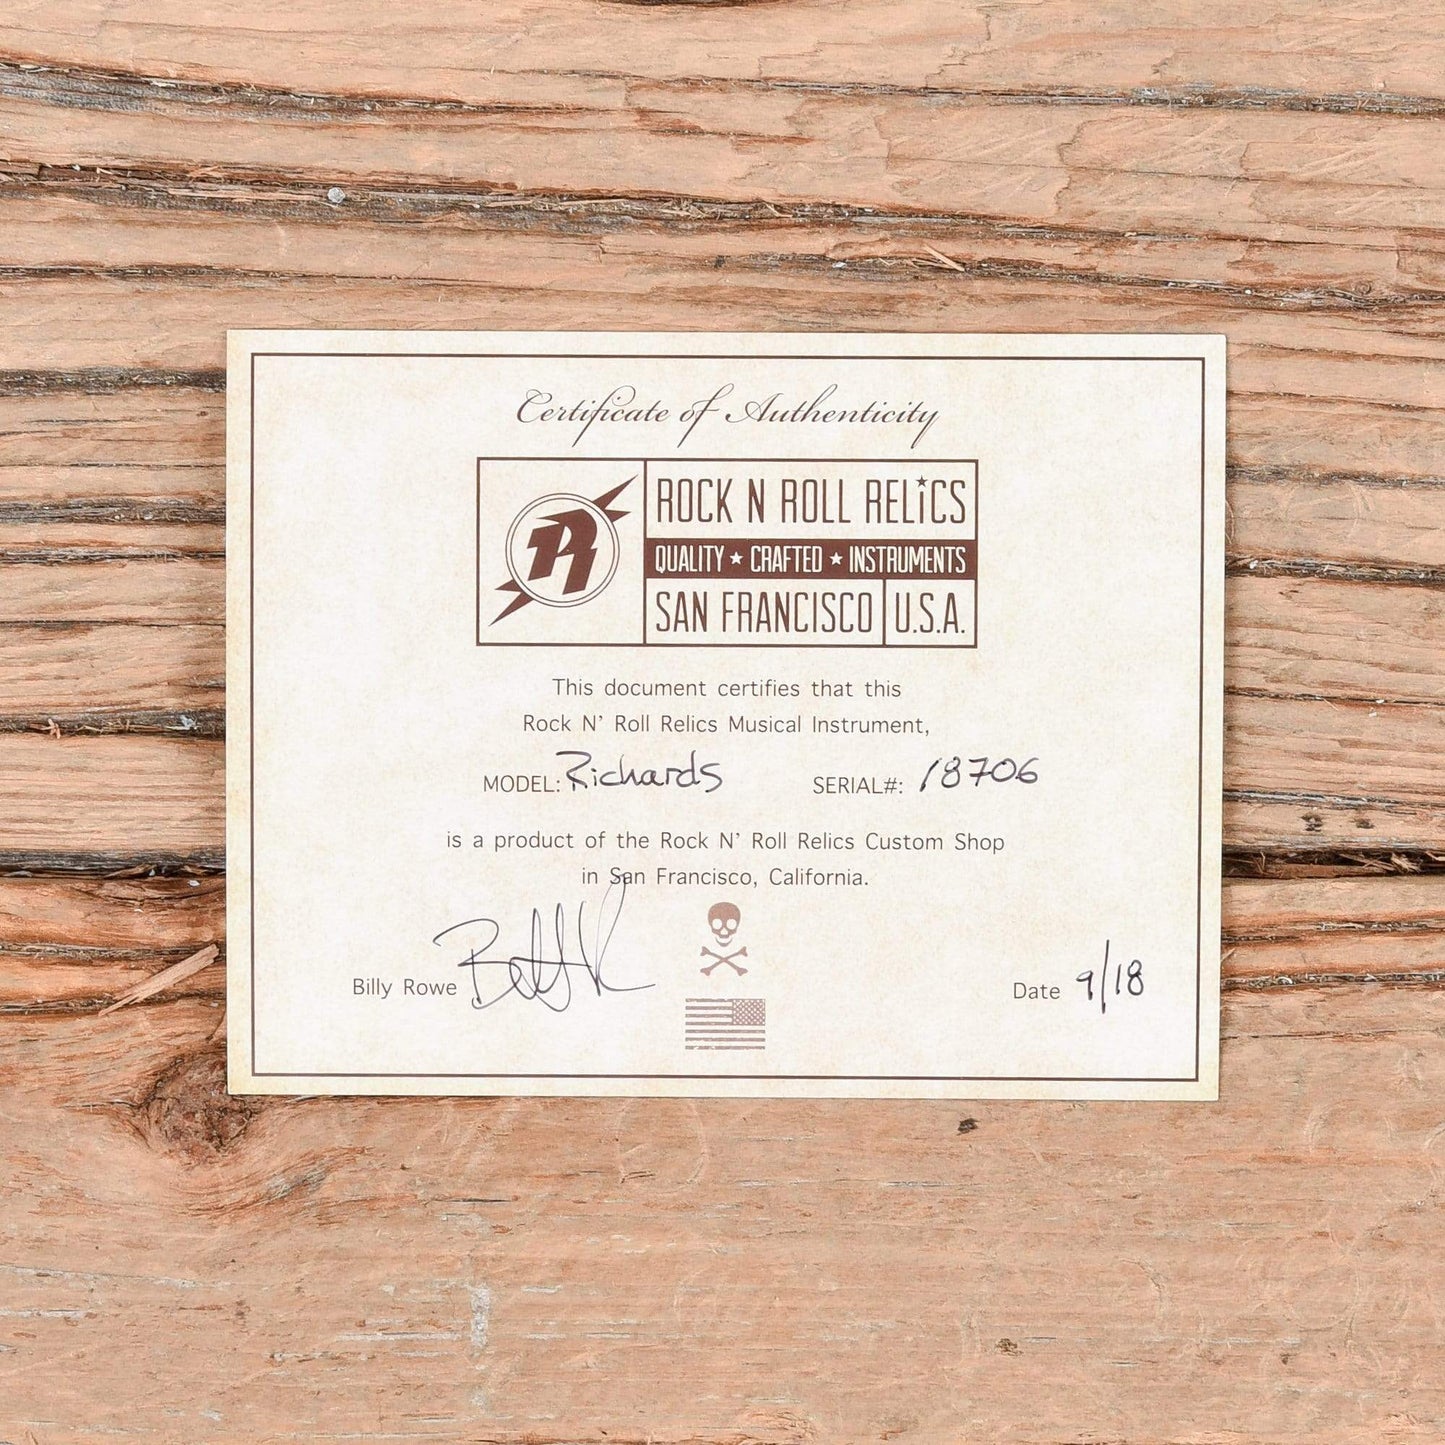 Certificate of Authenticity
R
ROCK N ROLL RELICS
QUALITY ★ CRAFTED ★ INSTRUMENTS
SAN FRANCISCO U.S.A.
This document certifies that this
Rock N' Roll Relics Musical Instrument,
MODEL: Richards SERIAL#: 18706
is a product of the Rock N' Roll Relics Custom Shop
in San Francisco, California.
Billy Rowe
Date 9/18